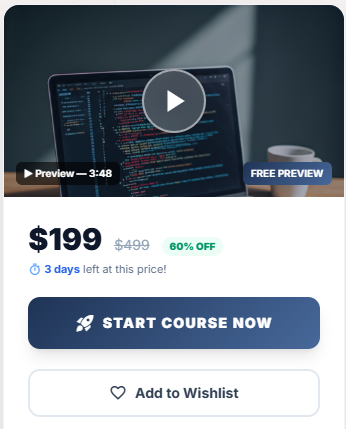 ▶ Preview — 3:48
FREE PREVIEW
$199 $499 60% OFF
3 days left at this price!
START COURSE NOW
Add to Wishlist